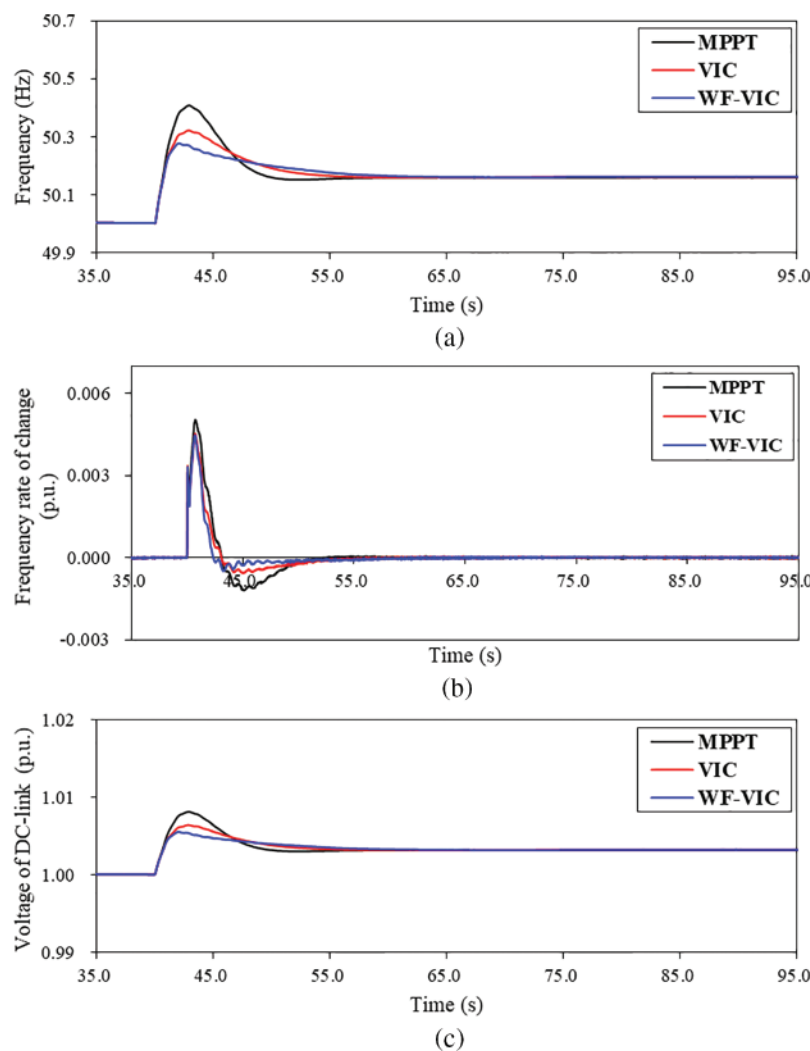 50.7
50.5
50.3
50.1
49.9
Frequency (Hz)
MPPT
VIC
WF-VIC
35.0 45.0 55.0 65.0 75.0 85.0 95.0
Time (s)
(a)
0.006
0.003
0.000
-0.003
Frequency rate of change
(p.u.)
MPPT
VIC
WF-VIC
35.0 45.0 55.0 65.0 75.0 85.0 95.0
Time (s)
(b)
1.02
1.01
1.00
0.99
Voltage of DC-link (p.u.)
MPPT
VIC
WF-VIC
35.0 45.0 55.0 65.0 75.0 85.0 95.0
Time (s)
(c)